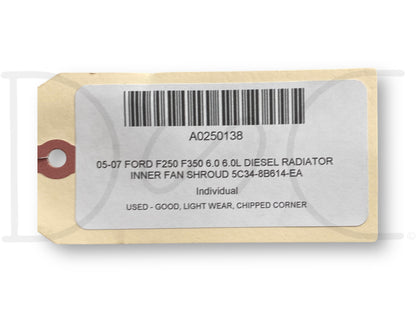 A0250138
05-07 FORD F250 F350 6.0 6.0L DIESEL RADIATOR
INNER FAN SHROUD 5C34-8B614-EA
Individual
USED - GOOD, LIGHT WEAR, CHIPPED CORNER